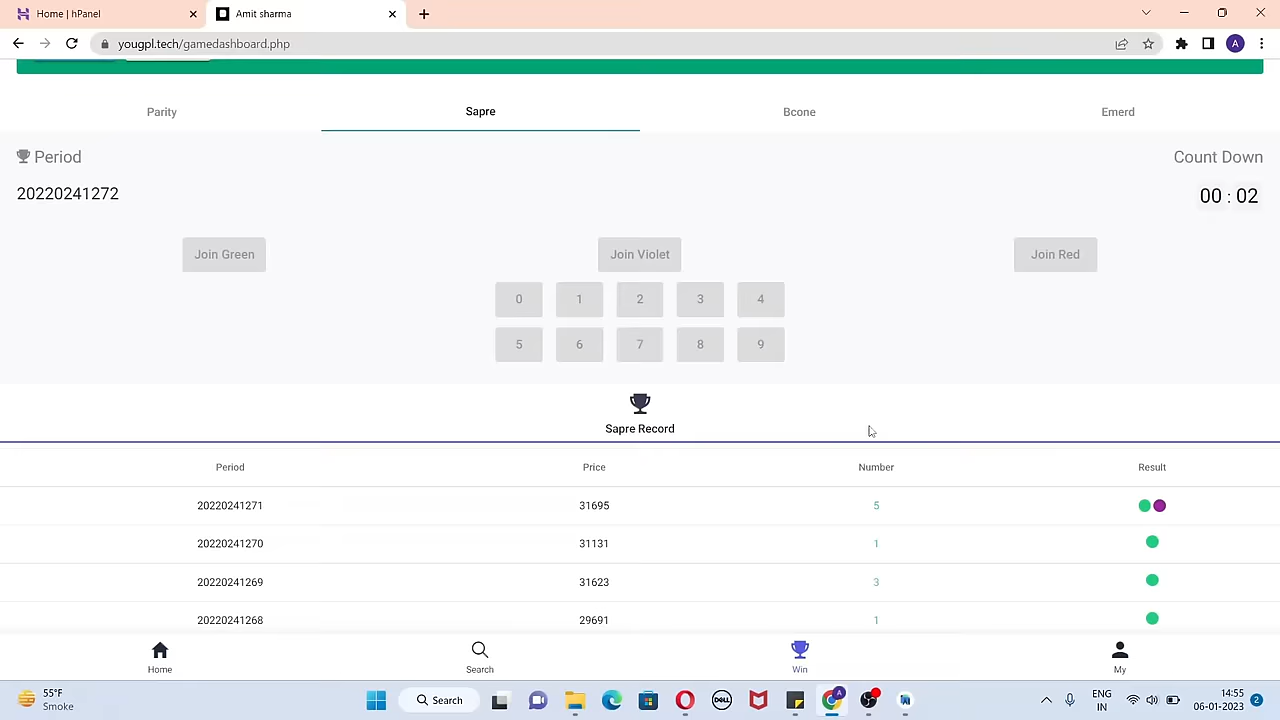 Home | hPanel
Amit sharma
yougpl.tech/gamedashboard.php
A
Parity
Sapre
Bcone
Emerd
Period
Count Down
20220241272
00 : 02
Join Green
Join Violet
Join Red
0 1 2 3 4
5 6 7 8 9
Sapre Record
Period Price Number Result
20220241271 31695 5
20220241270 31131 1
20220241269 31623 3
20220241268 29691 1
Home
Search
Win
My
55°F
Smoke
Search
DELL
A
ENG
IN
14:55
06-01-2023
2